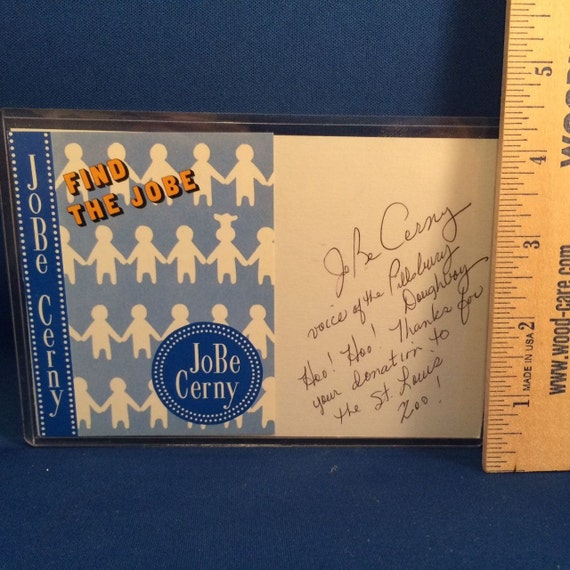 JoBe Cerny
FIND
THE JOBE
JoBe
Cerny
JoBe Cerny
voice of the Pillsbury
Hoo! Hoo! Doughboy
Thanks for
your donation to
the St. Louis
Zoo!
5
4
3
2
1
MADE IN USA
www.wood-care.com